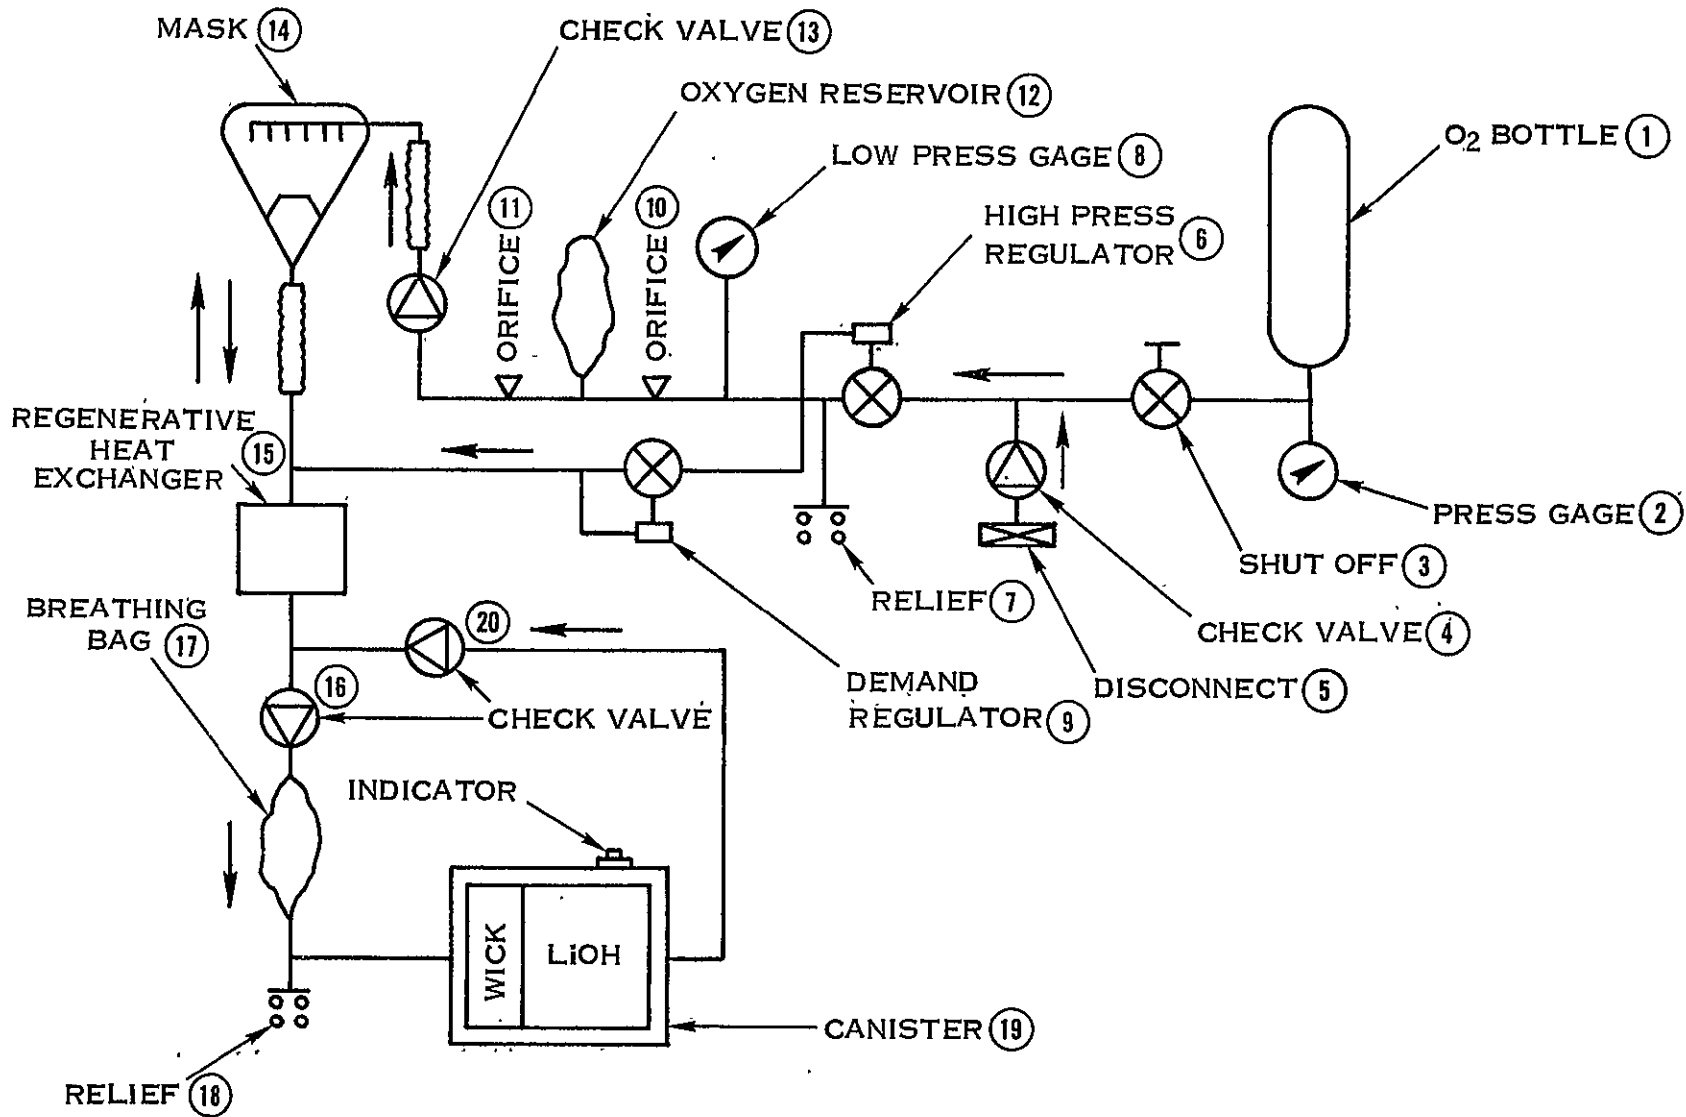 MASK 14
CHECK VALVE 13
OXYGEN RESERVOIR 12
LOW PRESS GAGE 8
O2 BOTTLE 1
HIGH PRESS
REGULATOR 6
ORIFICE 11
ORIFICE 10
REGENERATIVE
HEAT
EXCHANGER 15
PRESS GAGE 2
SHUT OFF 3
RELIEF 7
CHECK VALVE 4
DISCONNECT 5
BREATHING
BAG 17
20
16
CHECK VALVE
DEMAND
REGULATOR 9
INDICATOR
WICK
LiOH
CANISTER 19
RELIEF 18